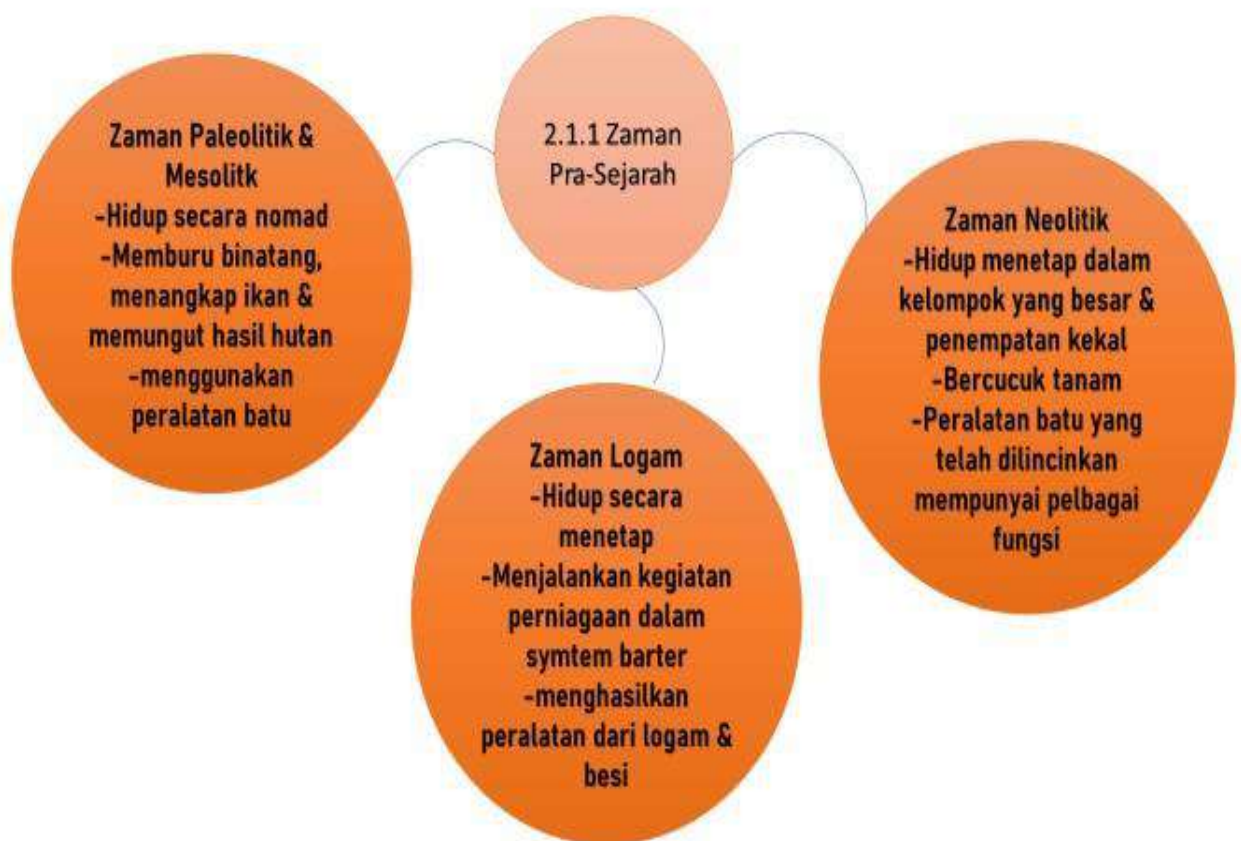 2.1.1 Zaman
Pra-Sejarah
Zaman Paleolitik &
Mesolitk
-Hidup secara nomad
-Memburu binatang,
menangkap ikan &
memungut hasil hutan
-menggunakan
peralatan batu
Zaman Logam
-Hidup secara
menetap
-Menjalankan kegiatan
perniagaan dalam
symtem barter
-menghasilkan
peralatan dari logam &
besi
Zaman Neolitik
-Hidup menetap dalam
kelompok yang besar &
penempatan kekal
-Bercucuk tanam
-Peralatan batu yang
telah dilincinkan
mempunyai pelbagai
fungsi